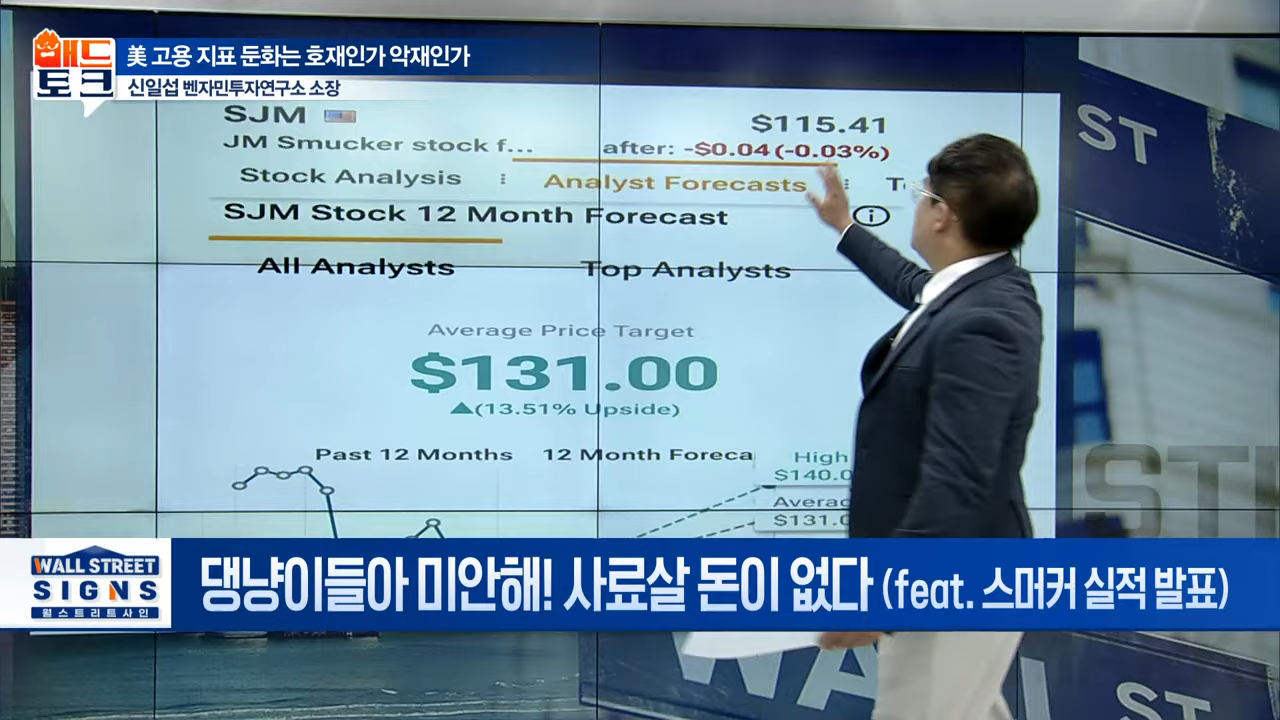 매드
토크
美 고용 지표 둔화는 호재인가 악재인가
신일섭 벤자민투자연구소 소장
SJM
$115.41
JM Smucker stock f...
after: -$0.04 (-0.03%)
Stock Analysis
Analyst Forecasts
SJM Stock 12 Month Forecast
All Analysts
Top Analysts
Average Price Target
$131.00
▲(13.51% Upside)
Past 12 Months
12 Month Foreca
High
$140.0
Averag
$131.0
ST
WALL STREET
SIGNS
월스트리트사인
댕냥이들아 미안해! 사료살 돈이 없다 (feat. 스머커 실적 발표)
ST